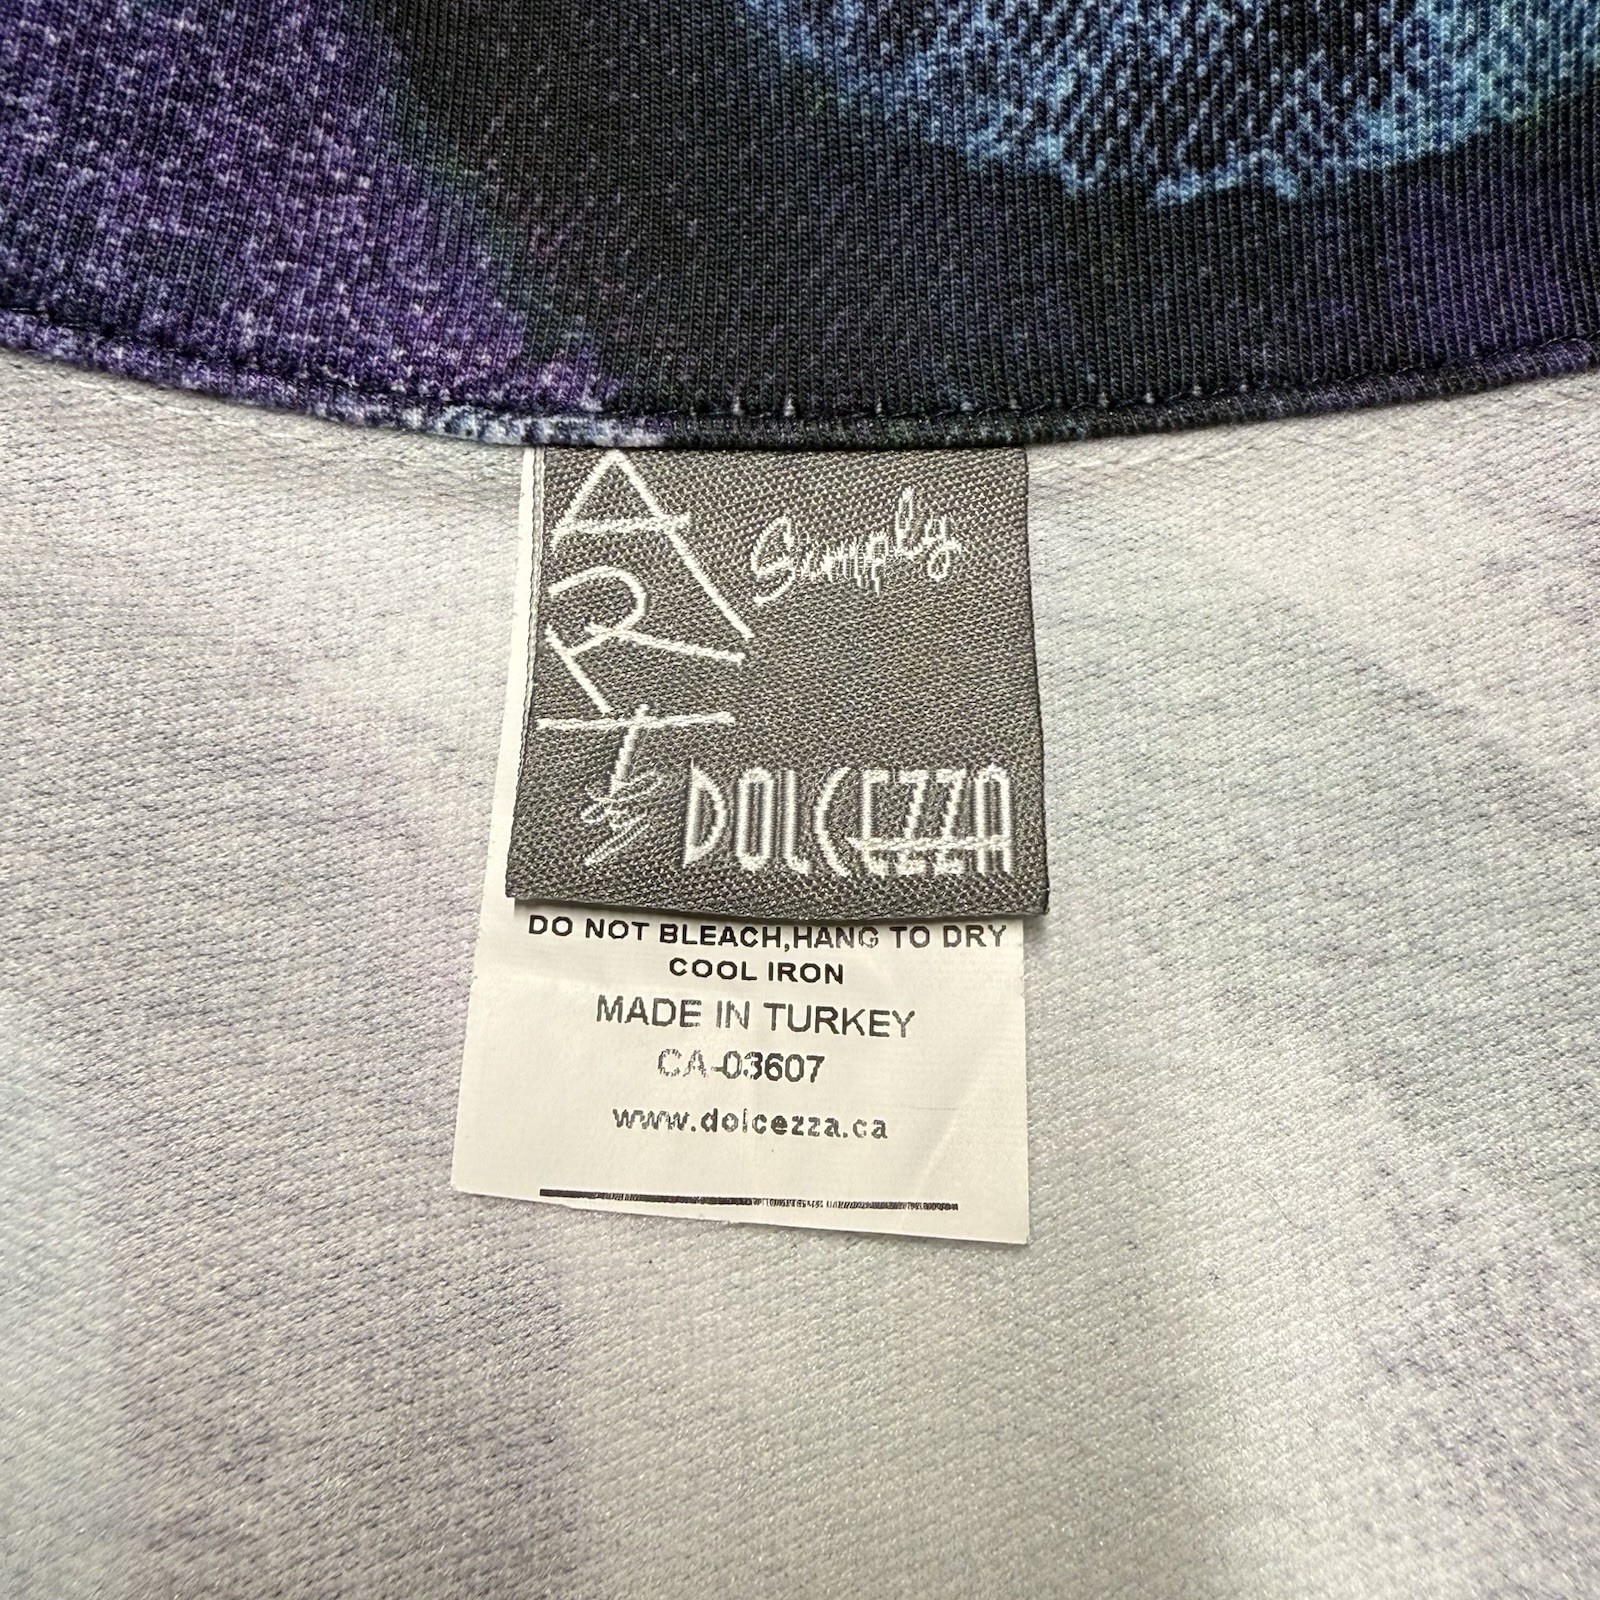 Simply
ART
by DOLCEZZA
DO NOT BLEACH,HANG TO DRY
COOL IRON
MADE IN TURKEY
CA-03607
www.dolcezza.ca